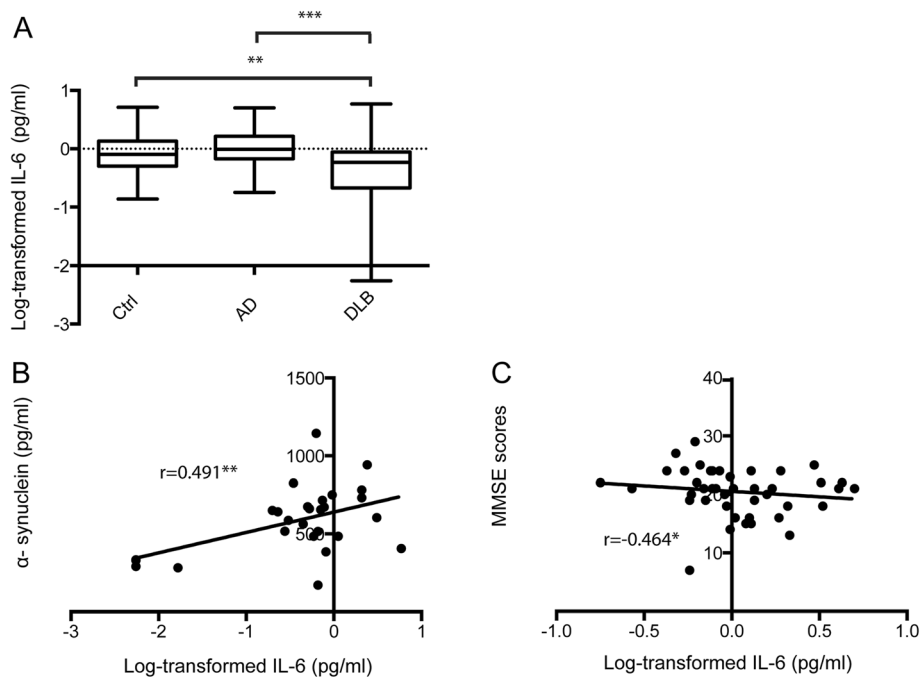 A
***
**
Log-transformed IL-6 (pg/ml)
1
0
-1
-2
-3
Ctrl
AD
DLB
B
α- synuclein (pg/ml)
1500
1000
500
r=0.491**
-3
-2
-1
0
1
Log-transformed IL-6 (pg/ml)
C
MMSE scores
40
30
20
10
r=-0.464*
-1.0
-0.5
0.0
0.5
1.0
Log-transformed IL-6 (pg/ml)